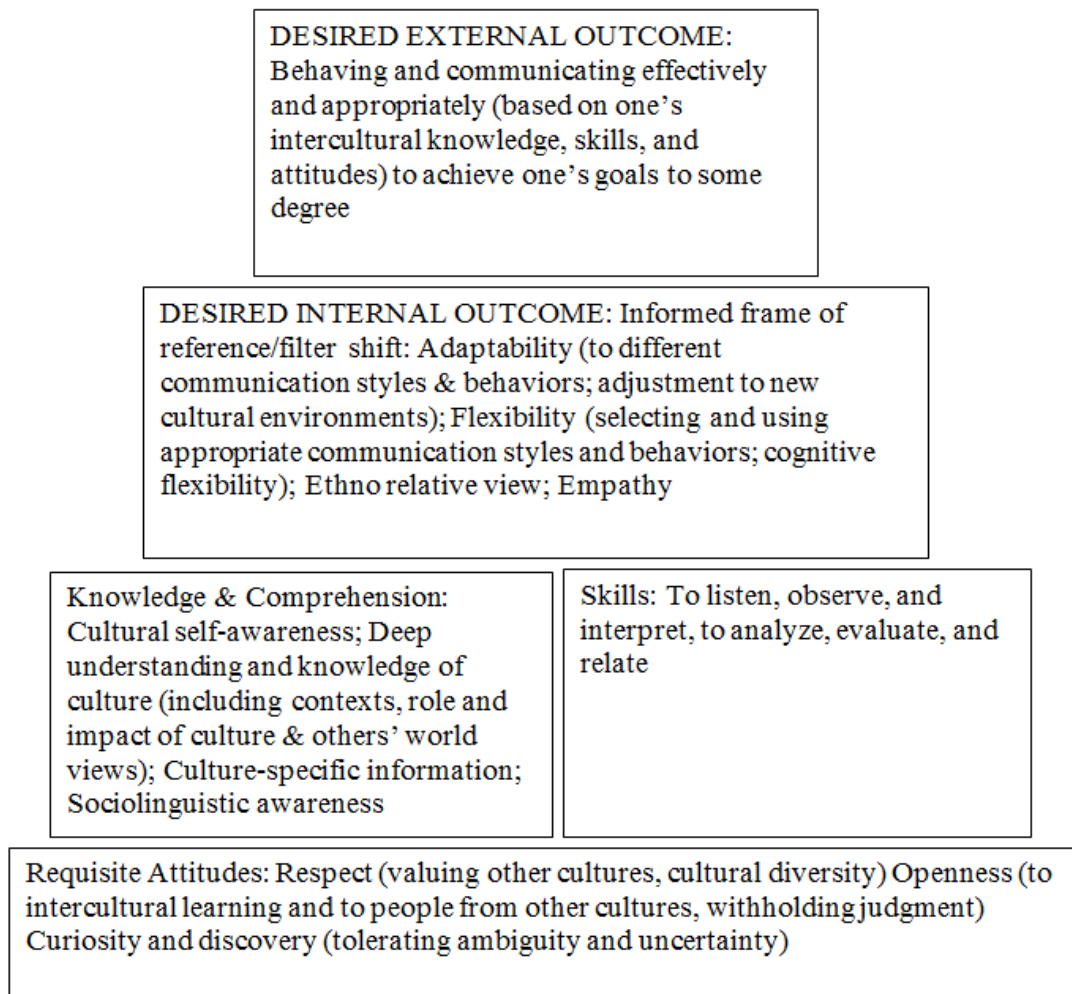 DESIRED EXTERNAL OUTCOME:
Behaving and communicating effectively
and appropriately (based on one’s
intercultural knowledge, skills, and
attitudes) to achieve one’s goals to some
degree
DESIRED INTERNAL OUTCOME: Informed frame of
reference/filter shift: Adaptability (to different
communication styles & behaviors; adjustment to new
cultural environments); Flexibility (selecting and using
appropriate communication styles and behaviors; cognitive
flexibility); Ethno relative view; Empathy
Knowledge & Comprehension:
Cultural self-awareness; Deep
understanding and knowledge of
culture (including contexts, role and
impact of culture & others’ world
views); Culture-specific information;
Sociolinguistic awareness
Skills: To listen, observe, and
interpret, to analyze, evaluate, and
relate
Requisite Attitudes: Respect (valuing other cultures, cultural diversity) Openness (to
intercultural learning and to people from other cultures, withholding judgment)
Curiosity and discovery (tolerating ambiguity and uncertainty)